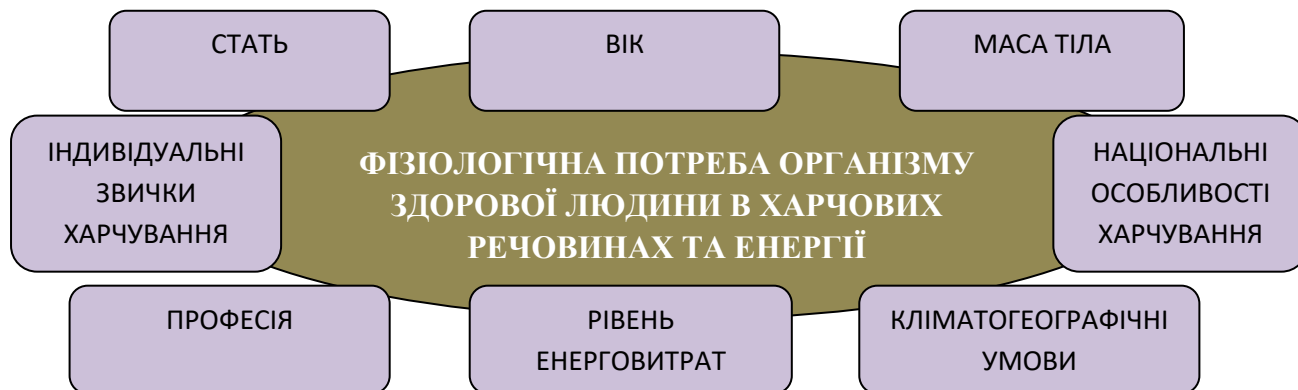 СТАТЬ
ВІК
МАСА ТІЛА
ІНДИВІДУАЛЬНІ
ЗВИЧКИ
ХАРЧУВАННЯ
ФІЗІОЛОГІЧНА ПОТРЕБА ОРГАНІЗМУ
ЗДОРОВОЇ ЛЮДИНИ В ХАРЧОВИХ
РЕЧОВИНАХ ТА ЕНЕРГІЇ
НАЦІОНАЛЬНІ
ОСОБЛИВОСТІ
ХАРЧУВАННЯ
ПРОФЕСІЯ
РІВЕНЬ
ЕНЕРГОВИТРАТ
КЛІМАТОГЕОГРАФІЧНІ
УМОВИ